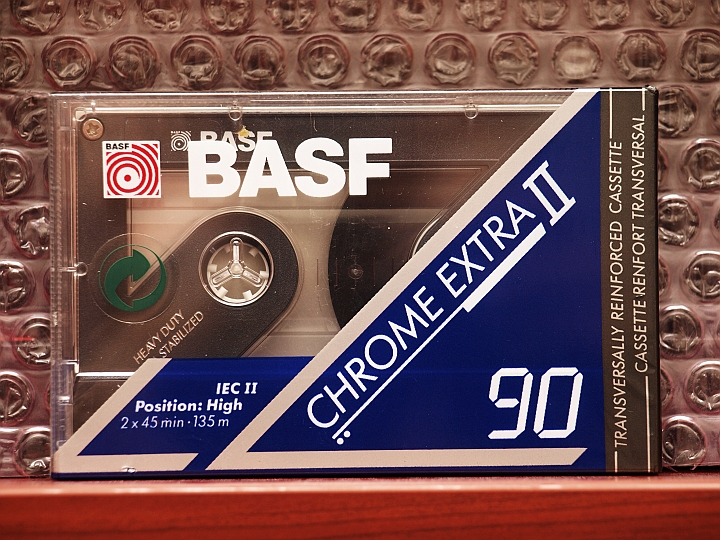 BASF
BASF
BASF
CHROME EXTRA II
HEAVY DUTY
STABILIZED
IEC II
Position: High
2 x 45 min · 135 m
90
TRANSVERSALLY REINFORCED CASSETTE
CASSETTE RENFORT TRANSVERSAL